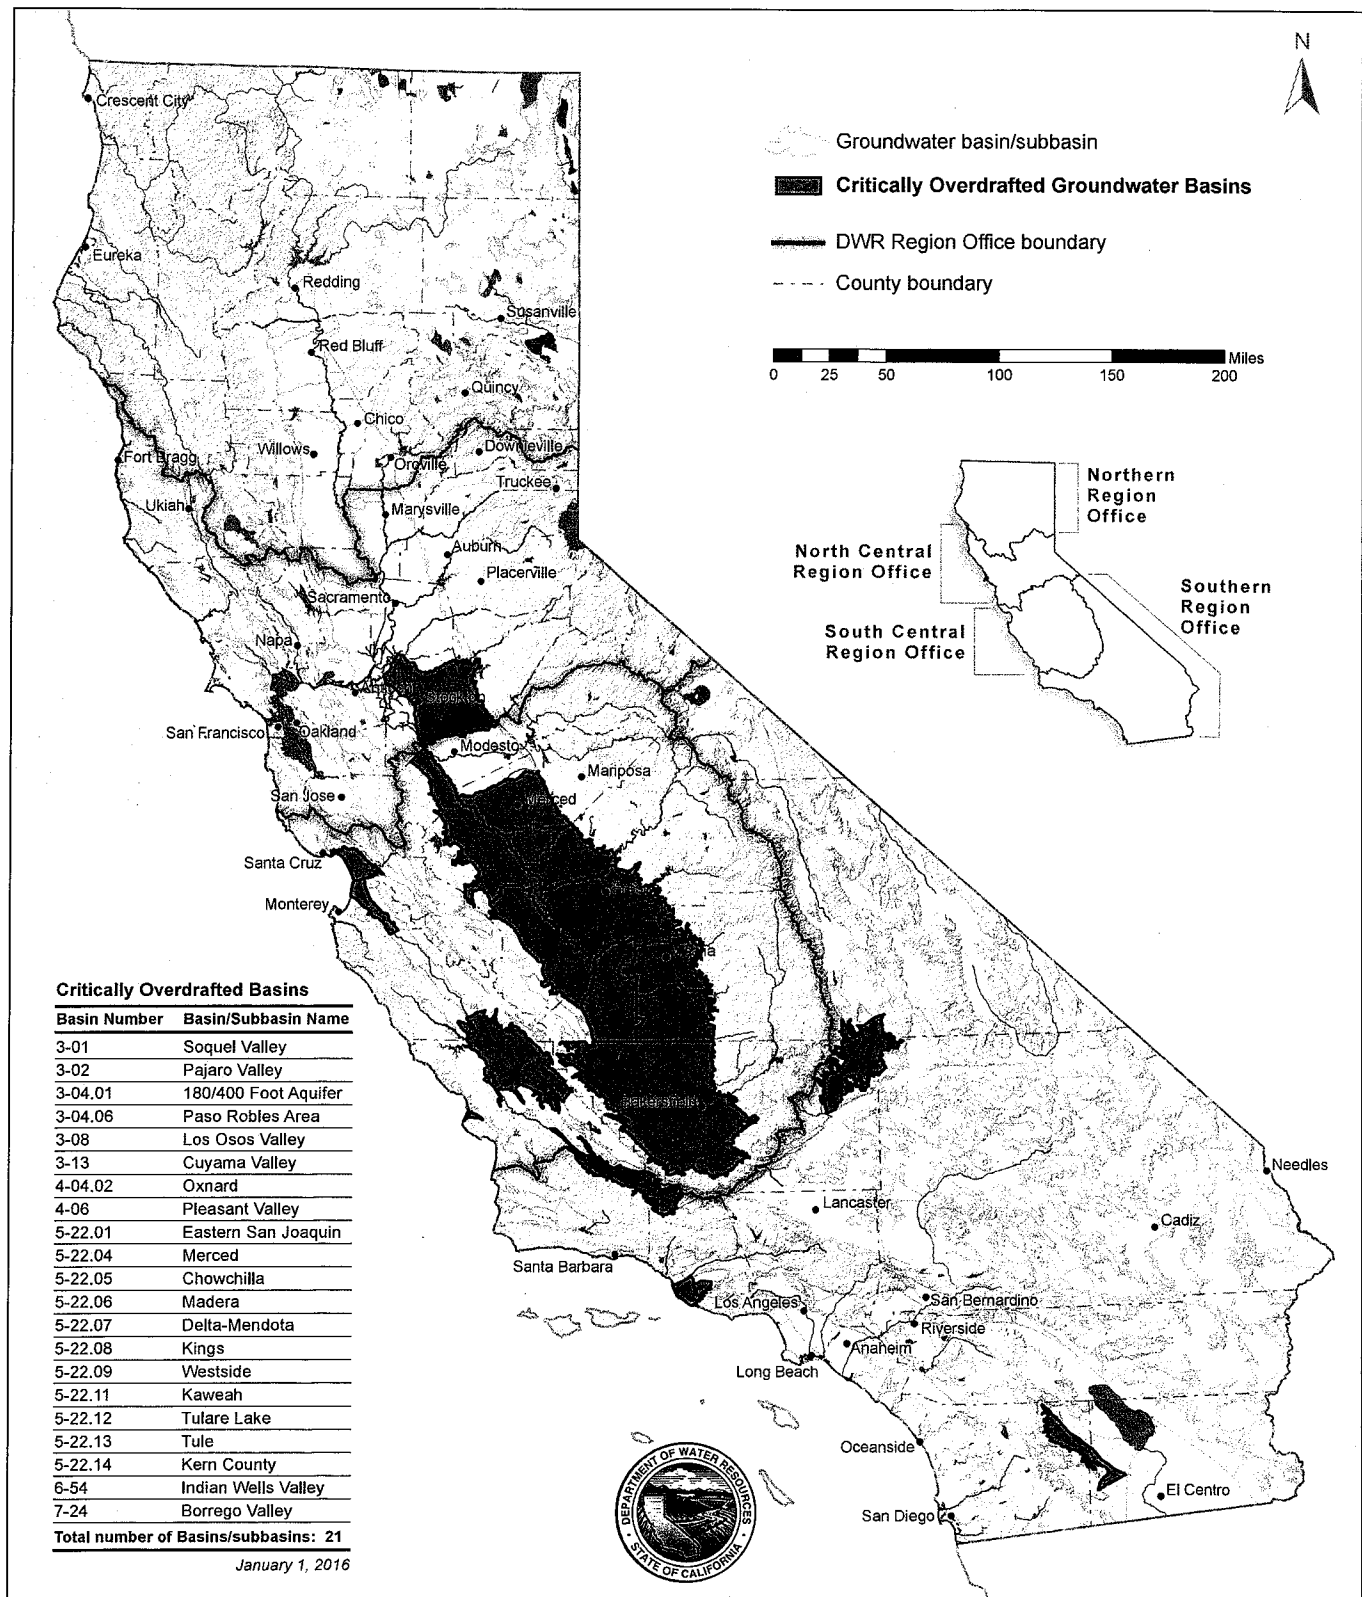 N
Groundwater basin/subbasin
Critically Overdrafted Groundwater Basins
DWR Region Office boundary
County boundary
Miles
0 25 50 100 150 200
Northern
Region
Office
North Central
Region Office
Southern
Region
Office
South Central
Region Office
Crescent City
Eureka
Redding
Susanville
Red Bluff
Quincy
Chico
Willows
Oroville
Downieville
Fort Bragg
Truckee
Ukiah
Marysville
Auburn
Placerville
Sacramento
Napa
Stockton
San Francisco
Oakland
Modesto
Mariposa
San Jose
Merced
Santa Cruz
Monterey
Bakersfield
Needles
Lancaster
Cadiz
Santa Barbara
Los Angeles
San Bernardino
Riverside
Anaheim
Long Beach
Oceanside
El Centro
San Diego
Critically Overdrafted Basins
Basin Number Basin/Subbasin Name
3-01 Soquel Valley
3-02 Pajaro Valley
3-04.01 180/400 Foot Aquifer
3-04.06 Paso Robles Area
3-08 Los Osos Valley
3-13 Cuyama Valley
4-04.02 Oxnard
4-06 Pleasant Valley
5-22.01 Eastern San Joaquin
5-22.04 Merced
5-22.05 Chowchilla
5-22.06 Madera
5-22.07 Delta-Mendota
5-22.08 Kings
5-22.09 Westside
5-22.11 Kaweah
5-22.12 Tulare Lake
5-22.13 Tule
5-22.14 Kern County
6-54 Indian Wells Valley
7-24 Borrego Valley
Total number of Basins/subbasins: 21
January 1, 2016
DEPARTMENT OF WATER RESOURCES
STATE OF CALIFORNIA